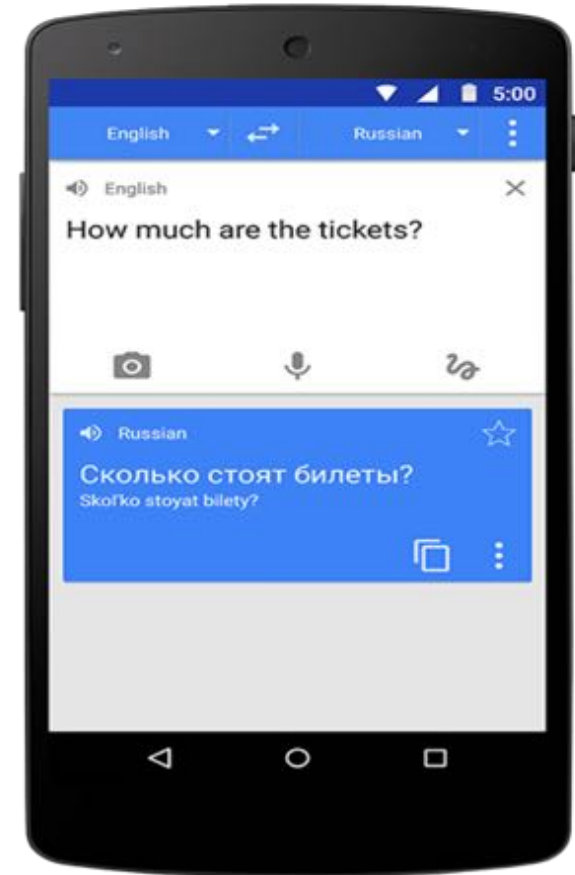 5:00
English Russian
English
How much are the tickets?
Russian
Сколько стоят билеты?
Skol'ko stoyat bilety?